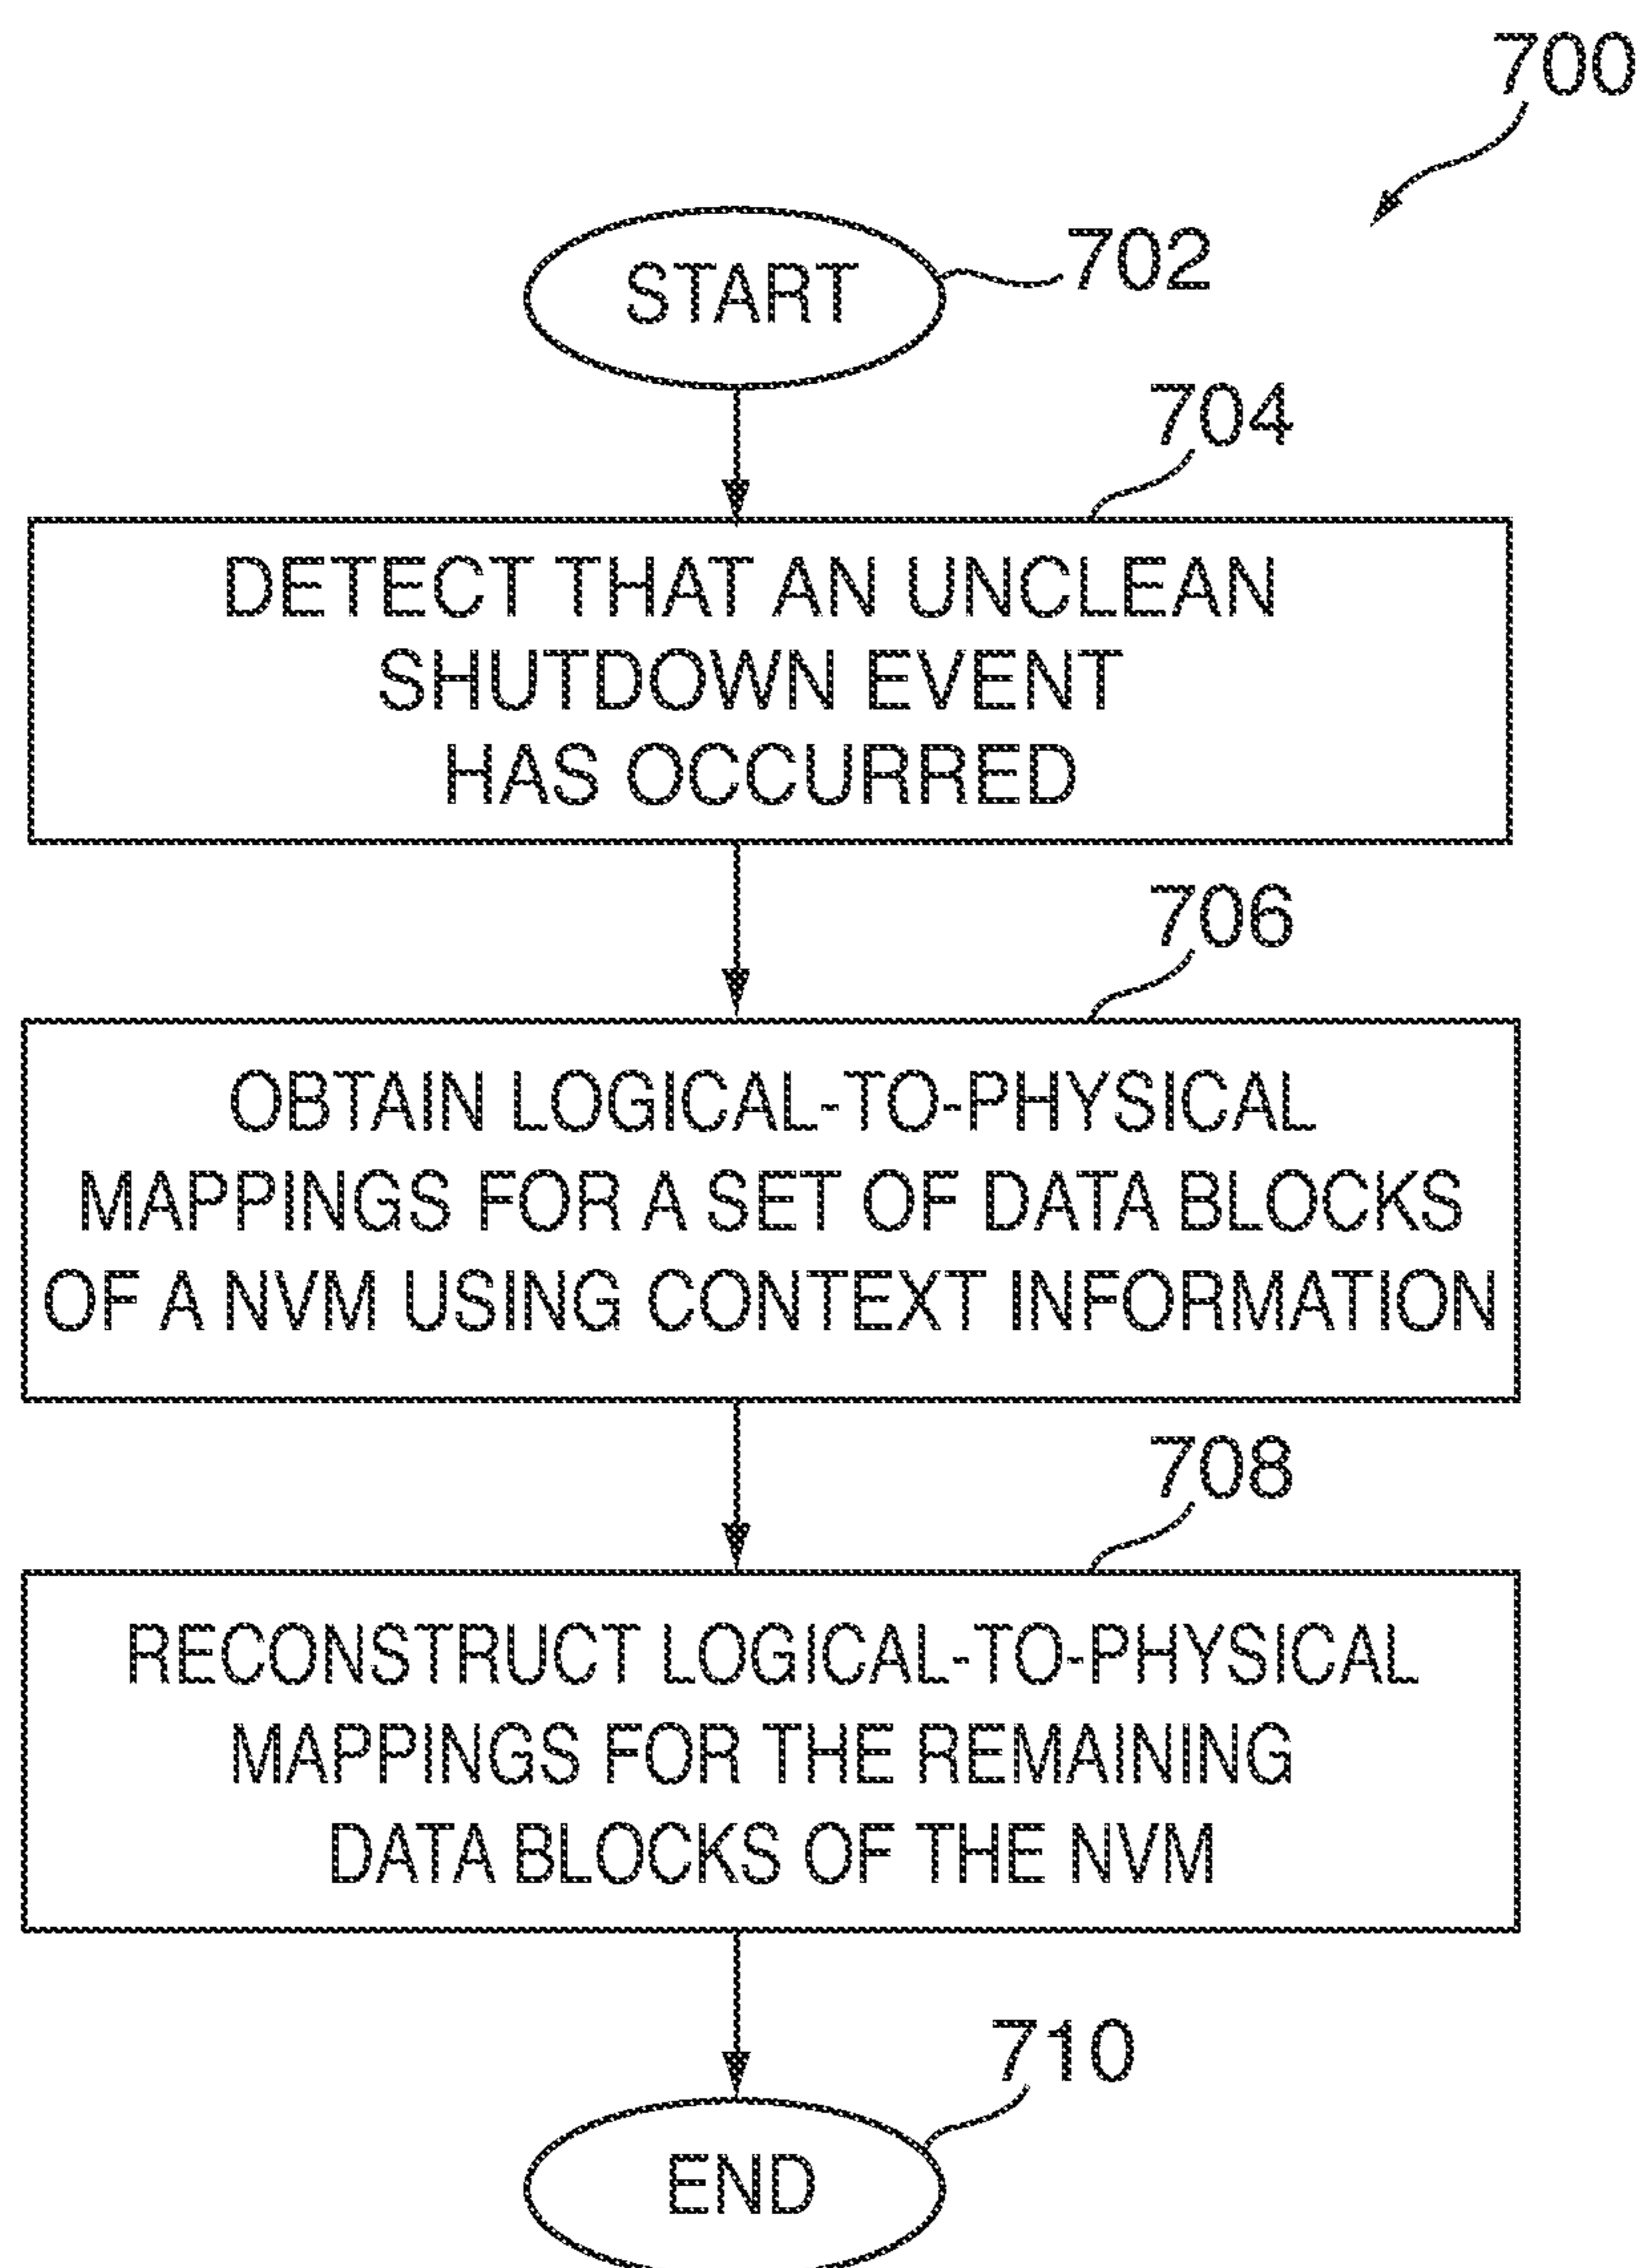 700
START
702
704
DETECT THAT AN UNCLEAN
SHUTDOWN EVENT
HAS OCCURRED
706
OBTAIN LOGICAL-TO-PHYSICAL
MAPPINGS FOR A SET OF DATA BLOCKS
OF A NVM USING CONTEXT INFORMATION
708
RECONSTRUCT LOGICAL-TO-PHYSICAL
MAPPINGS FOR THE REMAINING
DATA BLOCKS OF THE NVM
710
END